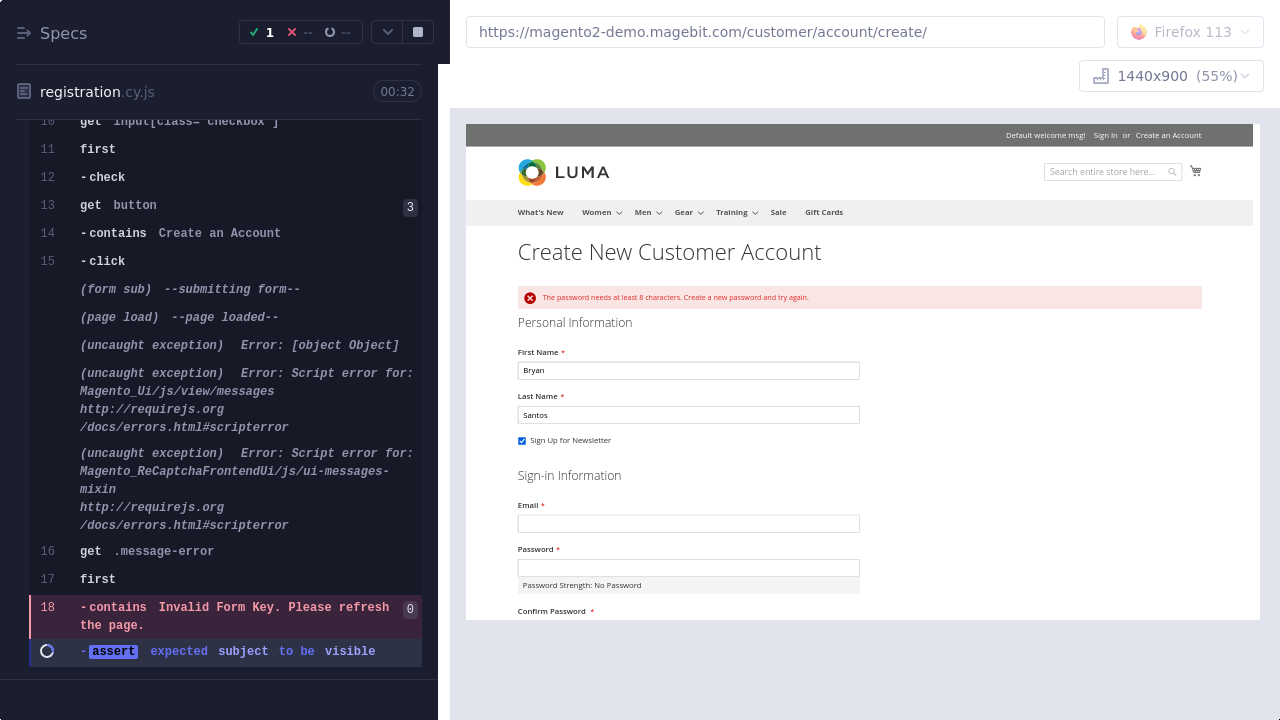 Specs
1
--
--
registration.cy.js
00:32
10 get input[class="checkbox"]
11 first
12 -check
13 get button 3
14 -contains Create an Account
15 -click
(form sub) --submitting form--
(page load) --page loaded--
(uncaught exception) Error: [object Object]
(uncaught exception) Error: Script error for:
Magento_Ui/js/view/messages
http://requirejs.org
/docs/errors.html#scripterror
(uncaught exception) Error: Script error for:
Magento_ReCaptchaFrontendUi/js/ui-messages-
mixin
http://requirejs.org
/docs/errors.html#scripterror
16 get .message-error
17 first
18 -contains Invalid Form Key. Please refresh 0
the page.
-assert expected subject to be visible
https://magento2-demo.magebit.com/customer/account/create/
Firefox 113
1440x900 (55%)
Default welcome msg! Sign In or Create an Account
LUMA
Search entire store here...
What's New Women Men Gear Training Sale Gift Cards
Create New Customer Account
The password needs at least 8 characters. Create a new password and try again.
Personal Information
First Name *
Bryan
Last Name *
Santos
Sign Up for Newsletter
Sign-in Information
Email *
Password *
Password Strength: No Password
Confirm Password *